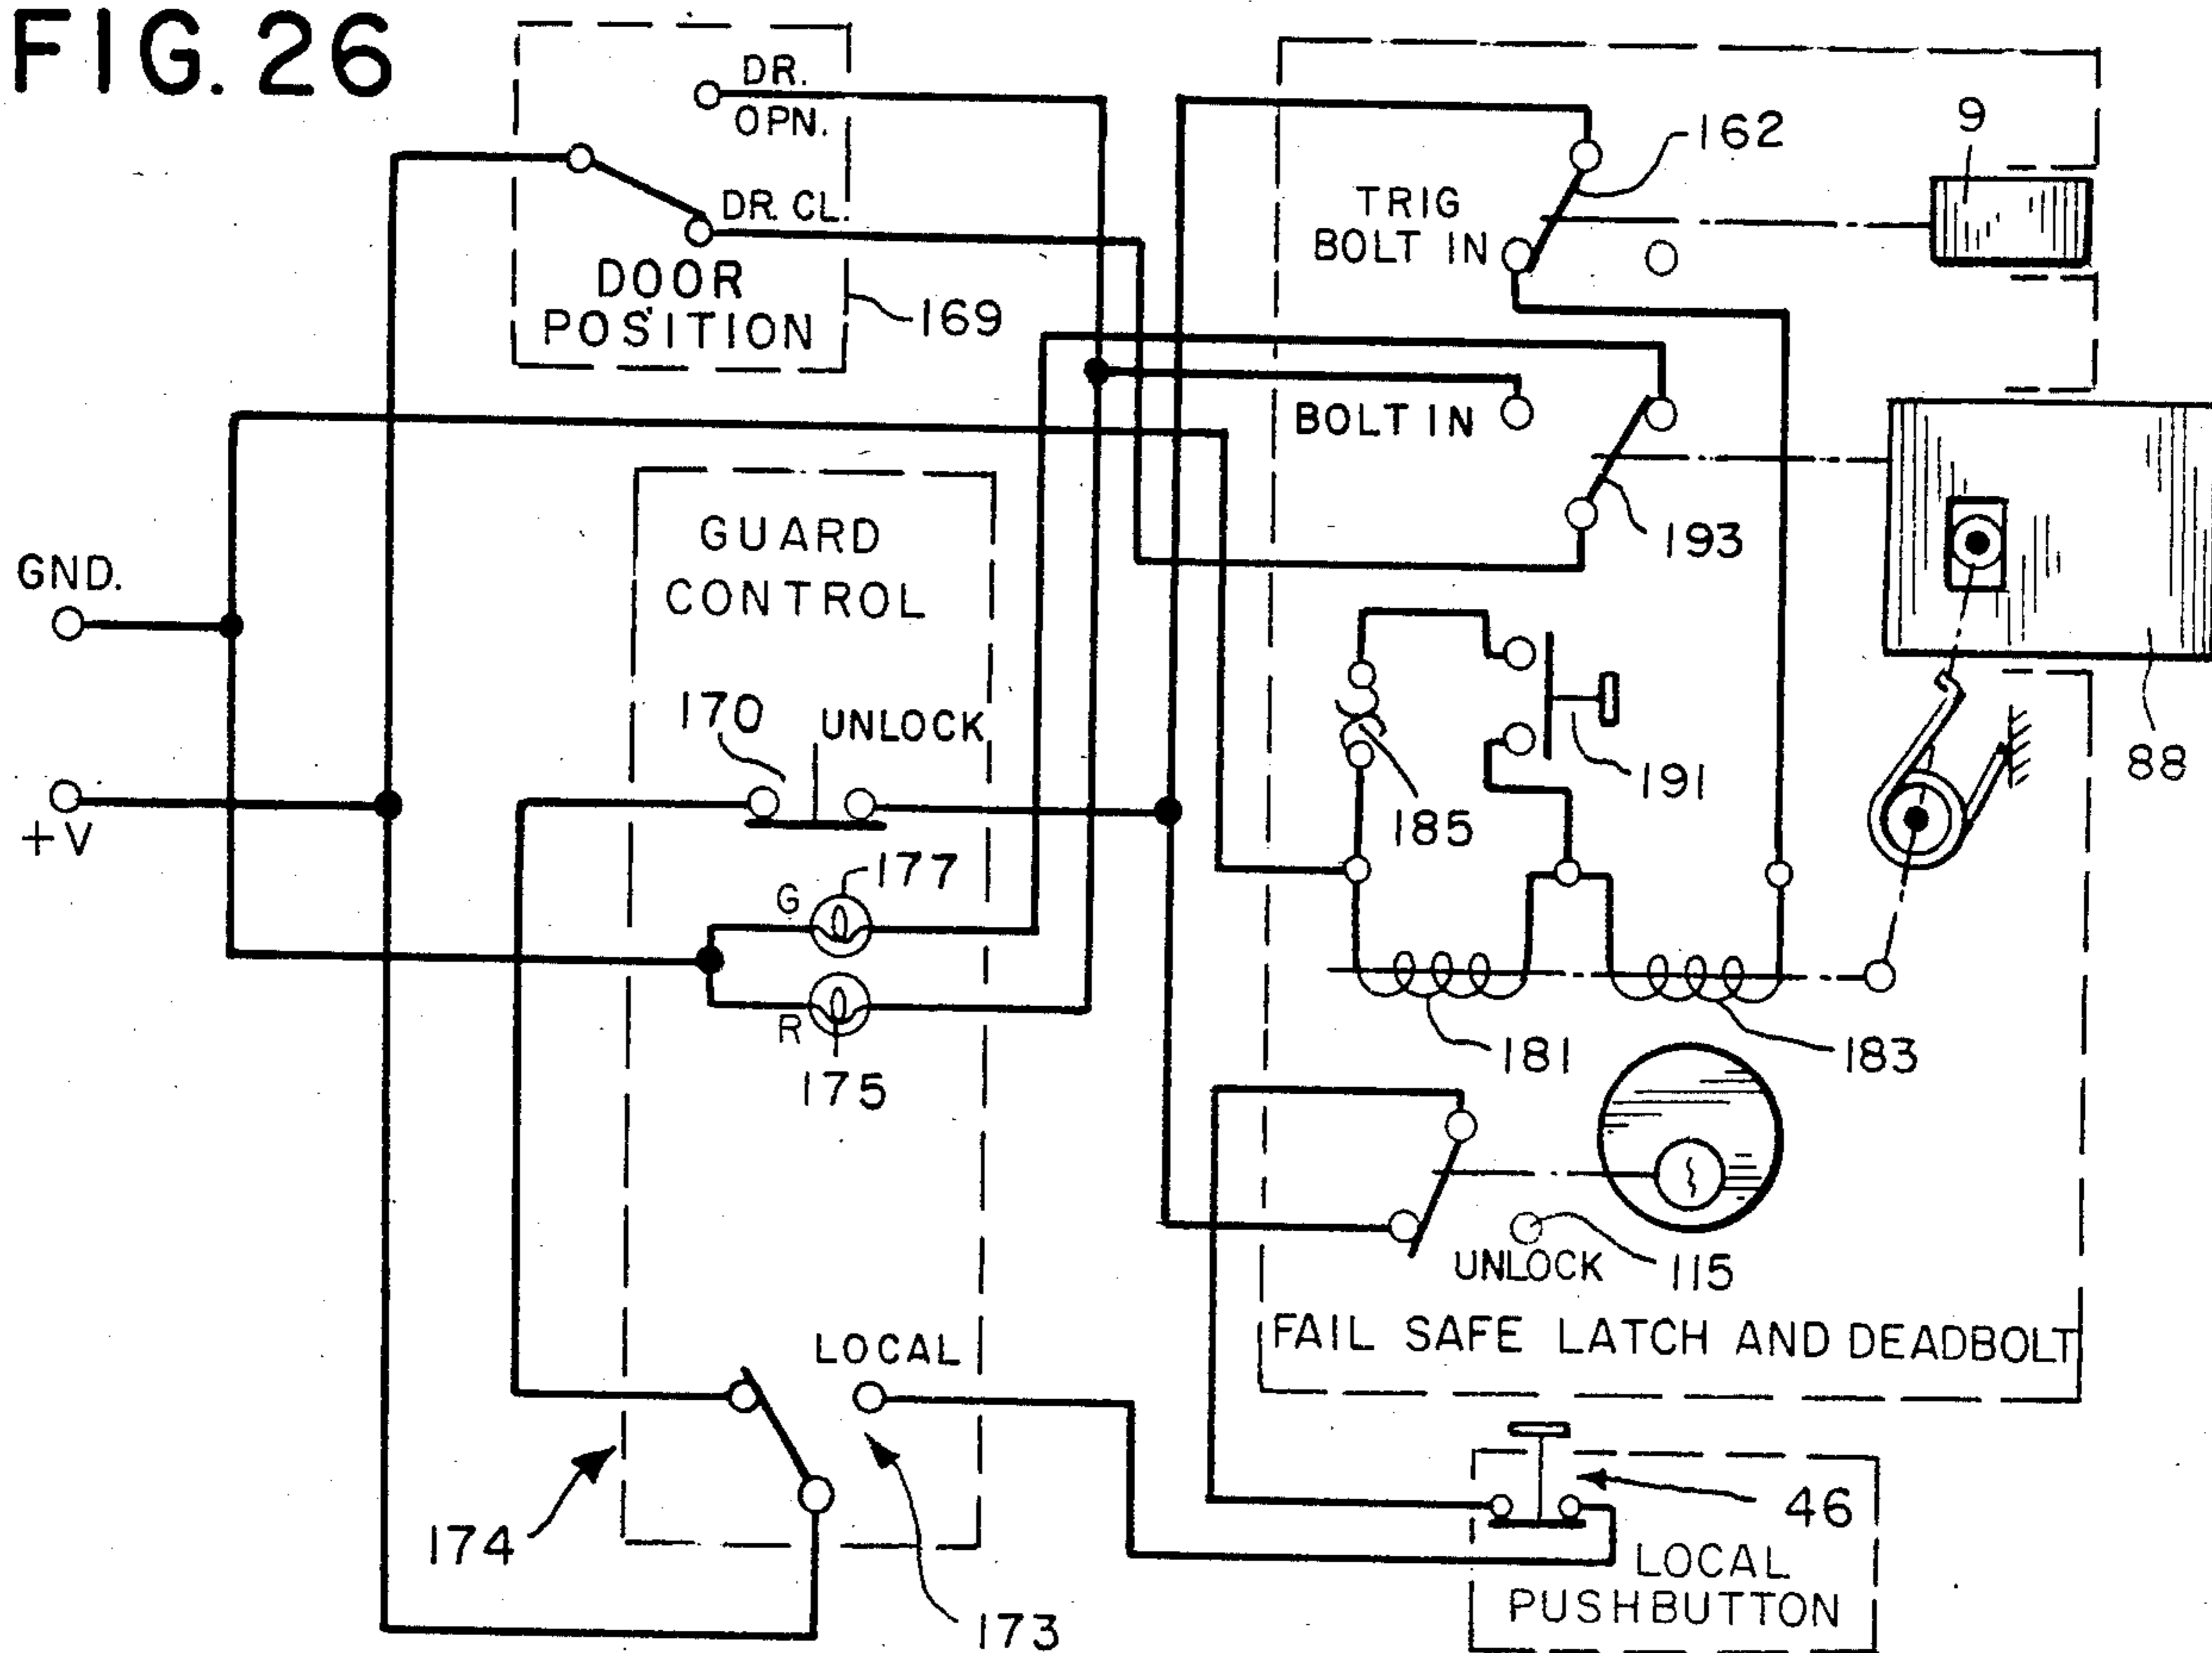 FIG. 26
DR.
OPN.
DR. CL.
DOOR
POSITION
169
162
9
TRIG
BOLT IN
BOLT IN
193
GUARD
CONTROL
GND.
170
UNLOCK
+V
185
191
88
G
177
R
175
181
183
UNLOCK
115
FAIL SAFE LATCH AND DEADBOLT
LOCAL
174
173
46
LOCAL
PUSHBUTTON